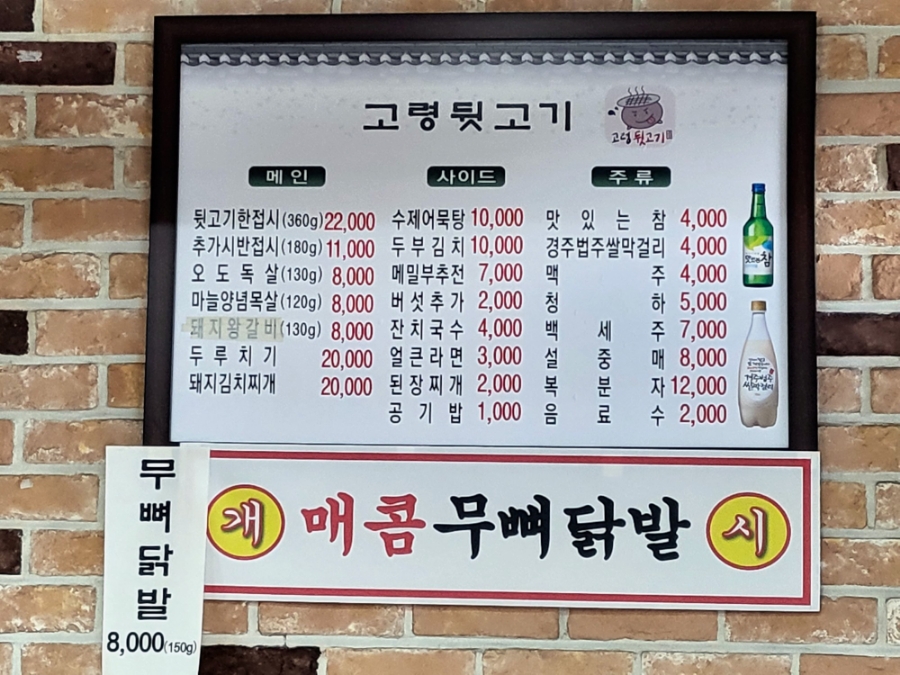 고령뒷고기
고령뒷고기
메인
뒷고기한접시(360g) 22,000
추가시반접시(180g) 11,000
오도독살(130g) 8,000
마늘양념목살(120g) 8,000
돼지왕갈비(130g) 8,000
두루치기 20,000
돼지김치찌개 20,000
사이드
수제어묵탕 10,000
두부김치 10,000
메밀부추전 7,000
버섯추가 2,000
잔치국수 4,000
얼큰라면 3,000
된장찌개 2,000
공기밥 1,000
주류
맛있는참 4,000
경주법주쌀막걸리 4,000
맥주 4,000
청하 5,000
백세주 7,000
설중매 8,000
복분자 12,000
음료수 2,000
참
경주법주
쌀막걸리
무뼈닭발
8,000(150g)
개 매콤무뼈닭발 시